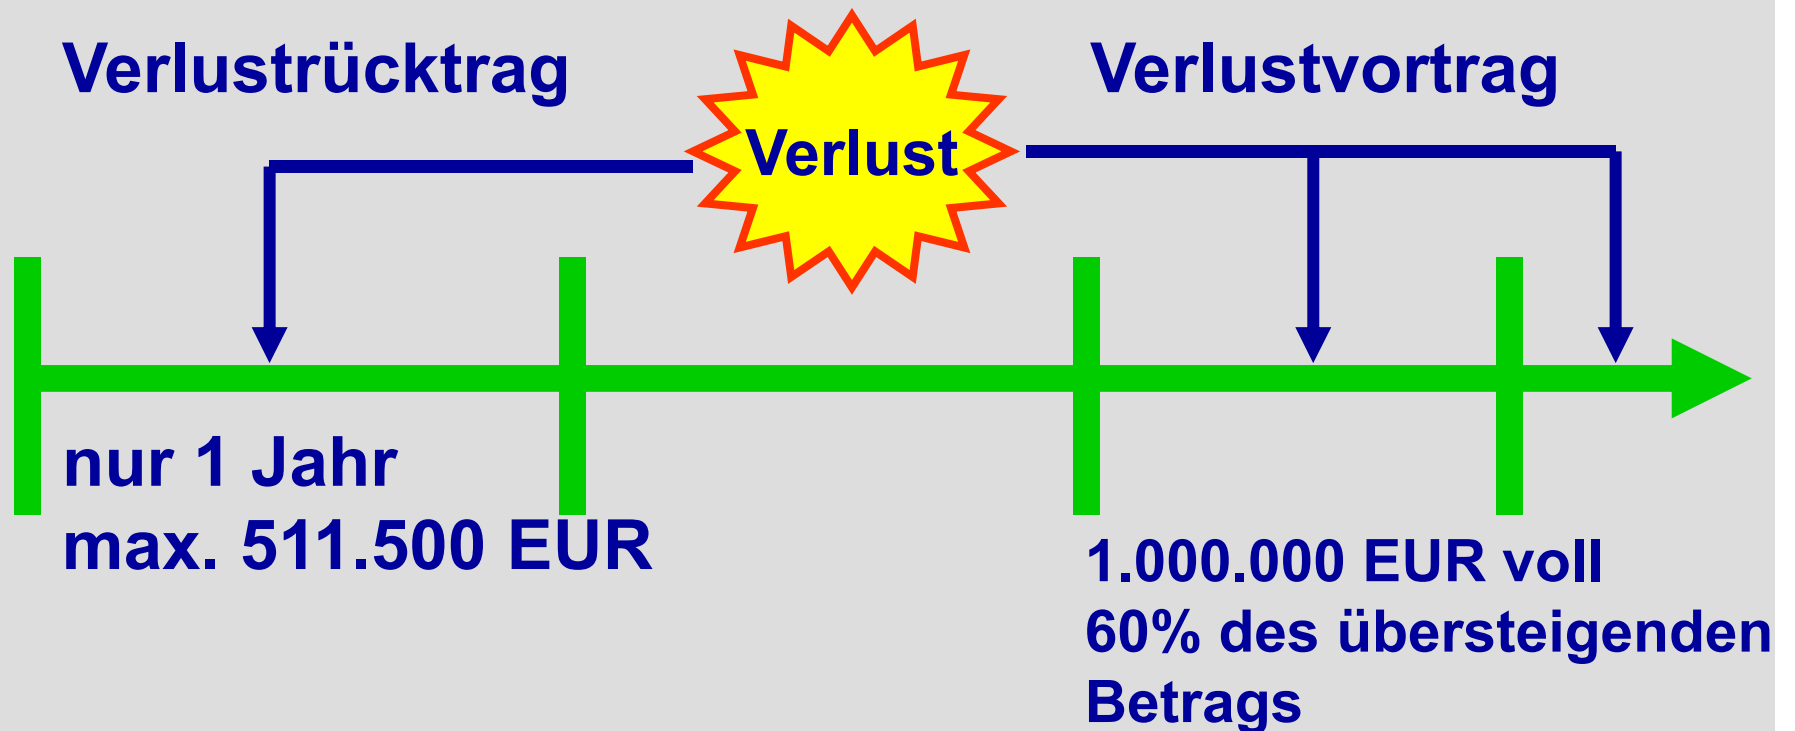 Verlustrücktrag
Verlust
Verlustvortrag
nur 1 Jahr
max. 511.500 EUR
1.000.000 EUR voll
60% des übersteigenden
Betrags